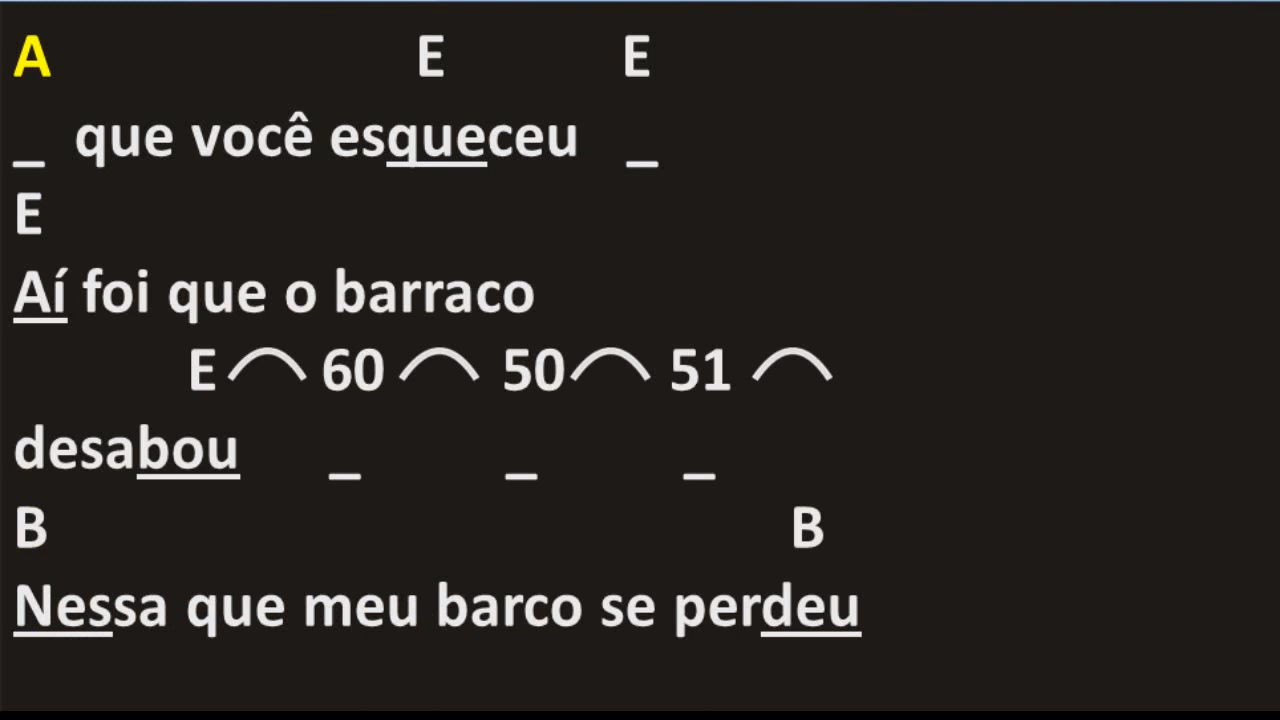 A E E
_ que você esqueceu _
E
Aí foi que o barraco
E 60 50 51
desabou _ _ _
B B
Nessa que meu barco se perdeu